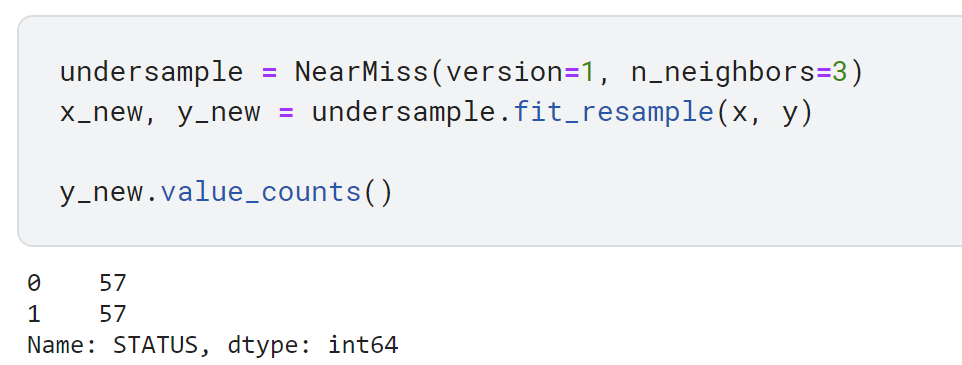 undersample = NearMiss(version=1, n_neighbors=3)
x_new, y_new = undersample.fit_resample(x, y)
y_new.value_counts()
0    57
1    57
Name: STATUS, dtype: int64